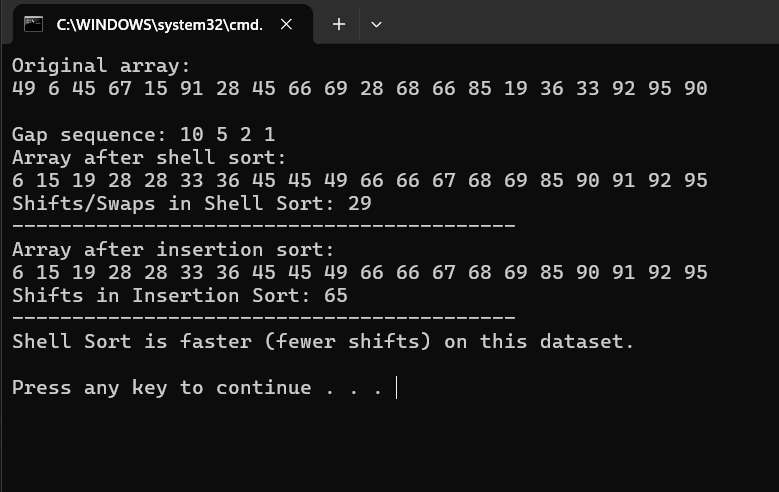 C:\WINDOWS\system32\cmd.
Original array:
49 6 45 67 15 91 28 45 66 69 28 68 66 85 19 36 33 92 95 90
Gap sequence: 10 5 2 1
Array after shell sort:
6 15 19 28 28 33 36 45 45 49 66 66 67 68 69 85 90 91 92 95
Shifts/Swaps in Shell Sort: 29
------------------------------------------
Array after insertion sort:
6 15 19 28 28 33 36 45 45 49 66 66 67 68 69 85 90 91 92 95
Shifts in Insertion Sort: 65
------------------------------------------
Shell Sort is faster (fewer shifts) on this dataset.
Press any key to continue . . .